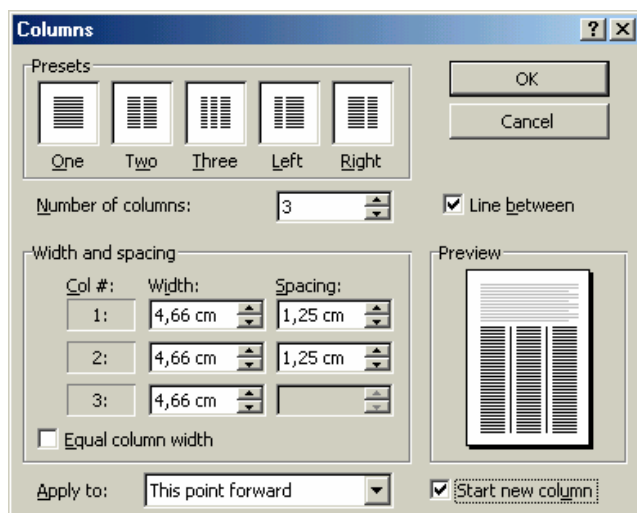 Columns
Presets
One Two Three Left Right
OK
Cancel
Number of columns: 3
Line between
Width and spacing
Col #: Width: Spacing:
1: 4,66 cm 1,25 cm
2: 4,66 cm 1,25 cm
3: 4,66 cm
Equal column width
Preview
Apply to: This point forward
Start new column